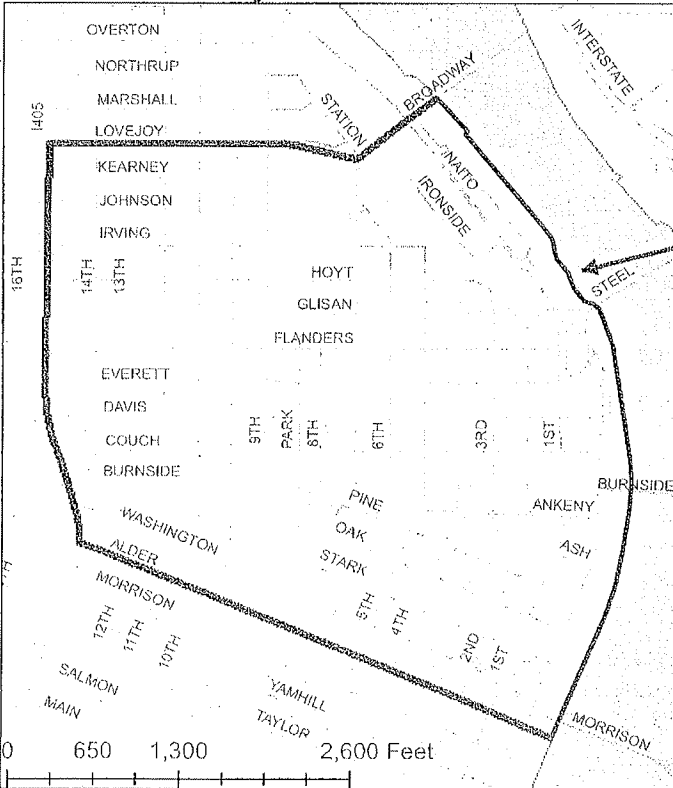 OVERTON
INTERSTATE
NORTHRUP
BROADWAY
MARSHALL
STATION
I405
LOVEJOY
NAITO
KEARNEY
IRONSIDE
JOHNSON
IRVING
16TH
14TH
13TH
HOYT
STEEL
GLISAN
FLANDERS
EVERETT
DAVIS
9TH
PARK
8TH
6TH
3RD
1ST
COUCH
BURNSIDE
BURNSIDE
PINE
ANKENY
WASHINGTON
OAK
ASH
ALDER
STARK
MORRISON
5TH
4TH
12TH
11TH
10TH
2ND
1ST
SALMON
YAMHILL
MAIN
TAYLOR
MORRISON
0 650 1,300 2,600 Feet